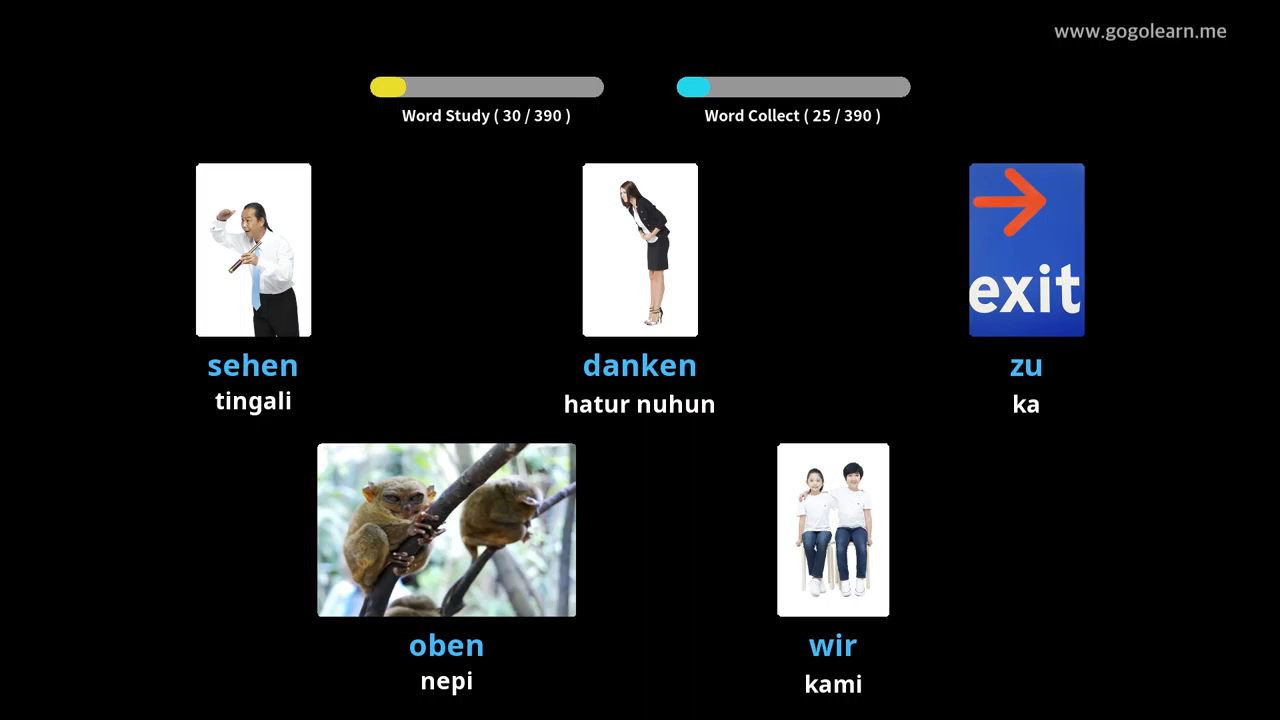 www.gogolearn.me
Word Study ( 30 / 390 )
Word Collect ( 25 / 390 )
exit
sehen
tingali
danken
hatur nuhun
zu
ka
oben
nepi
wir
kami